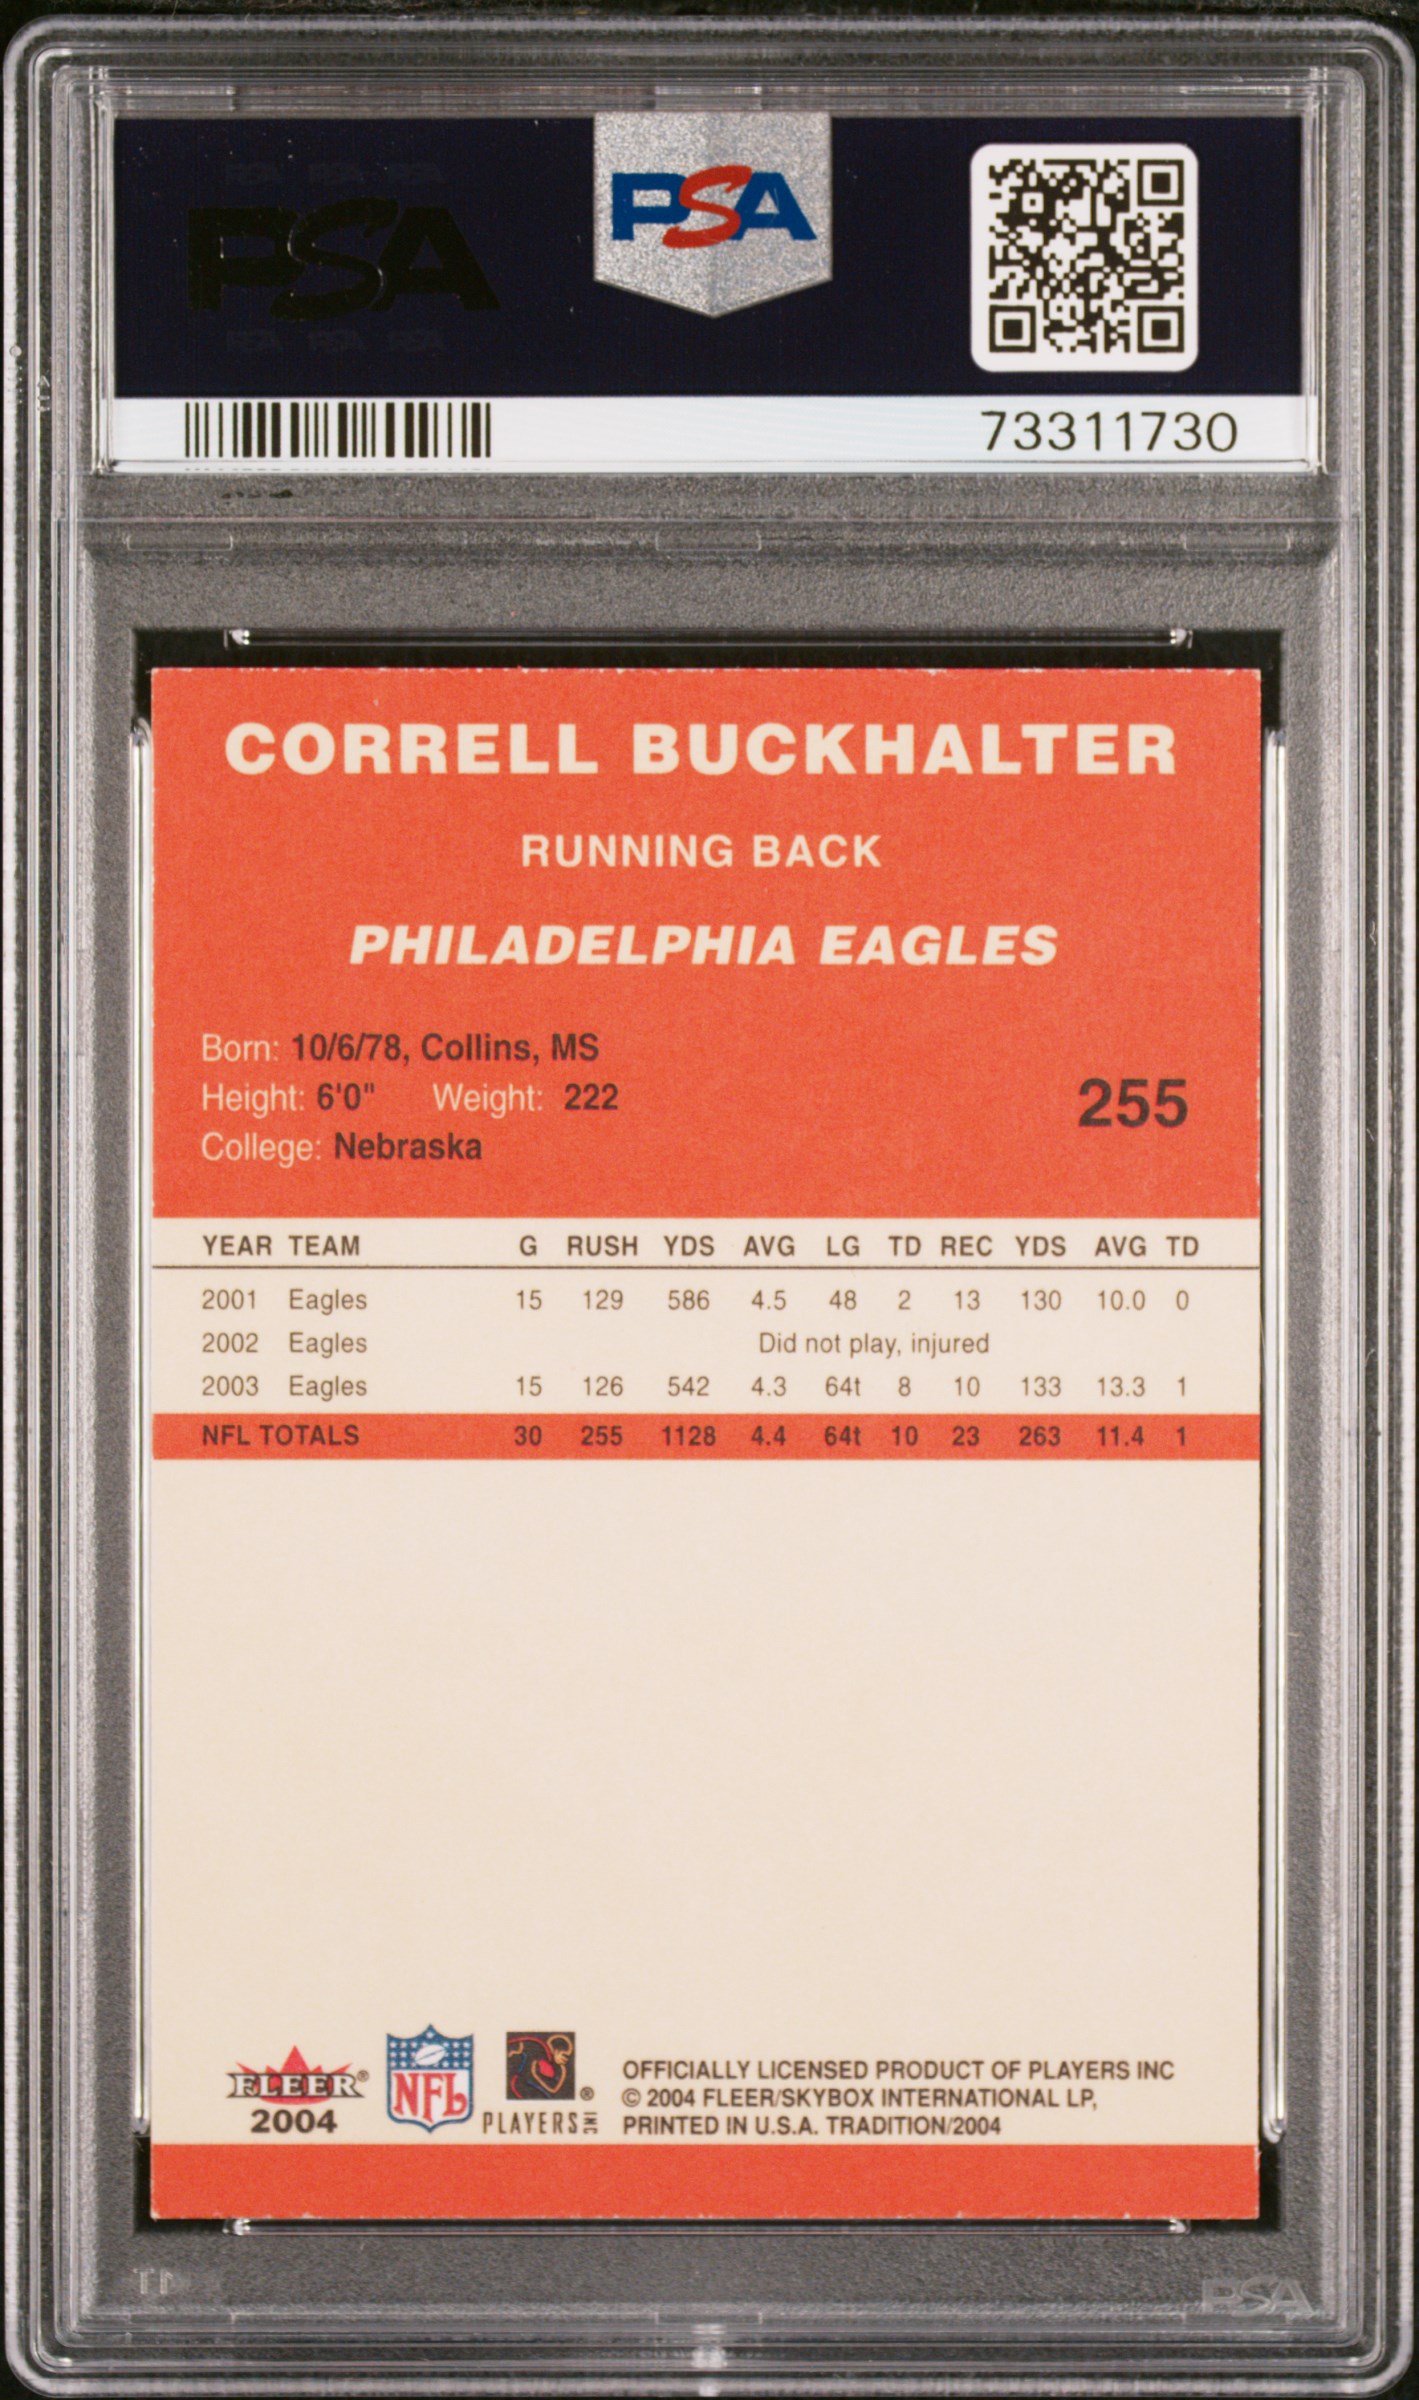 PSA
PSA
73311730
CORRELL BUCKHALTER
RUNNING BACK
PHILADELPHIA EAGLES
Born: 10/6/78, Collins, MS
Height: 6'0" Weight: 222
College: Nebraska
255
YEAR TEAM G RUSH YDS AVG LG TD REC YDS AVG TD
2001 Eagles 15 129 586 4.5 48 2 13 130 10.0 0
2002 Eagles Did not play, injured
2003 Eagles 15 126 542 4.3 64t 8 10 133 13.3 1
NFL TOTALS 30 255 1128 4.4 64t 10 23 263 11.4 1
FLEER®
2004
NFL
PLAYERS INC ®
OFFICIALLY LICENSED PRODUCT OF PLAYERS INC
© 2004 FLEER/SKYBOX INTERNATIONAL LP,
PRINTED IN U.S.A. TRADITION/2004
PSA